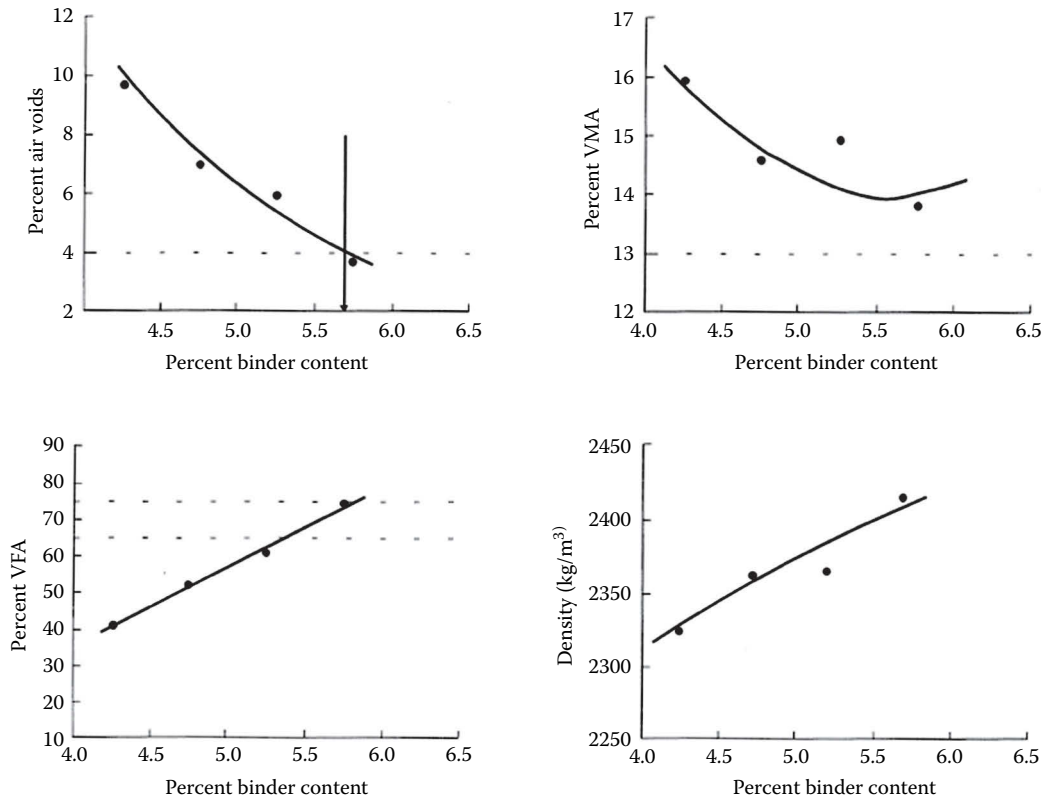 12
10
8
6
4
2
Percent air voids
4.5 5.0 5.5 6.0 6.5
Percent binder content
17
16
15
14
13
12
Percent VMA
4.0 4.5 5.0 5.5 6.0 6.5
Percent binder content
90
80
70
60
50
40
30
20
10
Percent VFA
4.0 4.5 5.0 5.5 6.0 6.5
Percent binder content
2450
2400
2350
2300
2250
Density (kg/m³)
4.0 4.5 5.0 5.5 6.0 6.5
Percent binder content